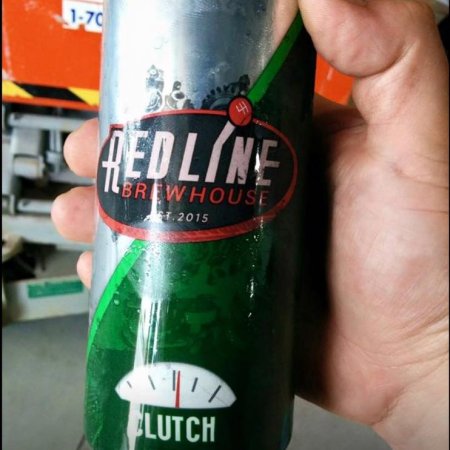 1-70
REDLINE
BREWHOUSE
EST. 2015
CLUTCH